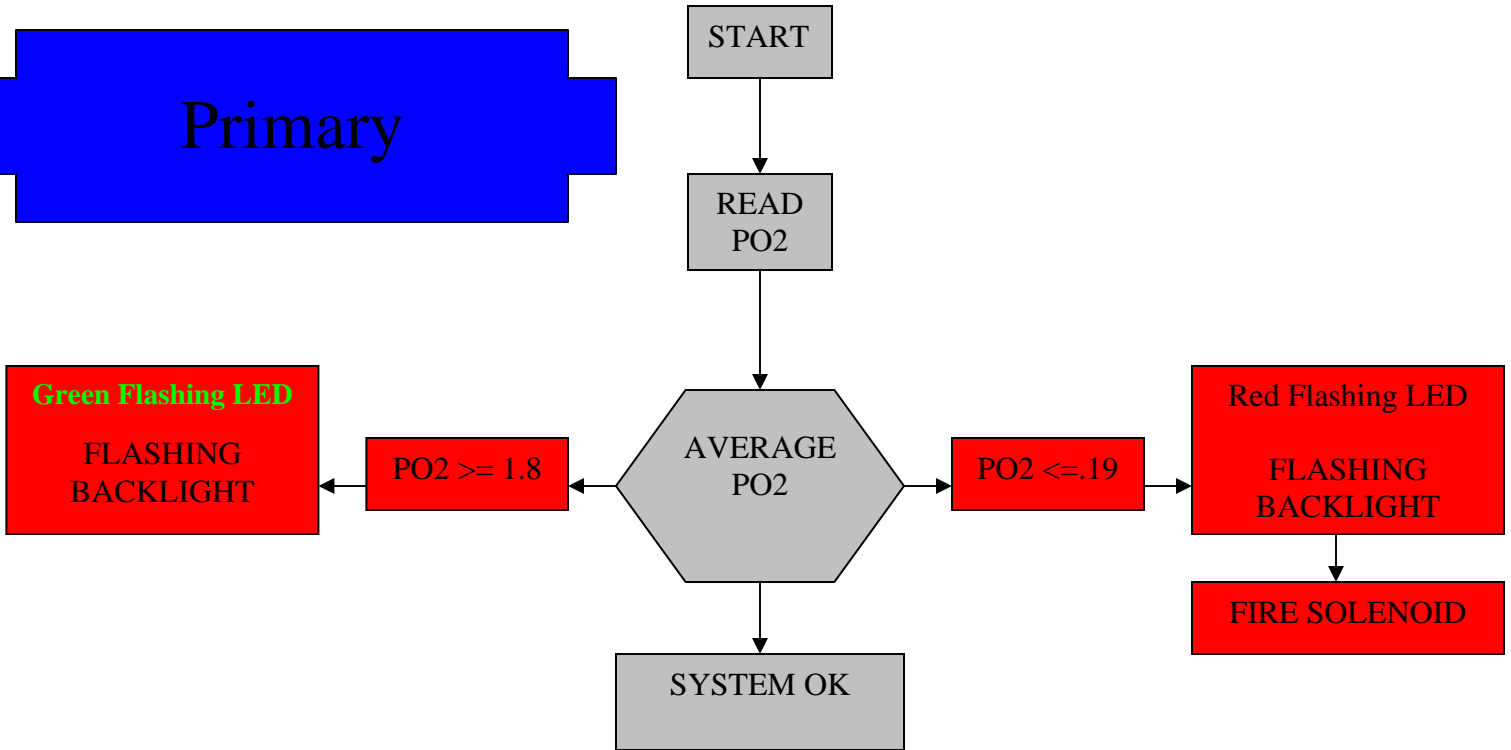 Primary
START
READ
PO2
Green Flashing LED
FLASHING
BACKLIGHT
PO2 >= 1.8
AVERAGE
PO2
PO2 <=.19
Red Flashing LED
FLASHING
BACKLIGHT
FIRE SOLENOID
SYSTEM OK